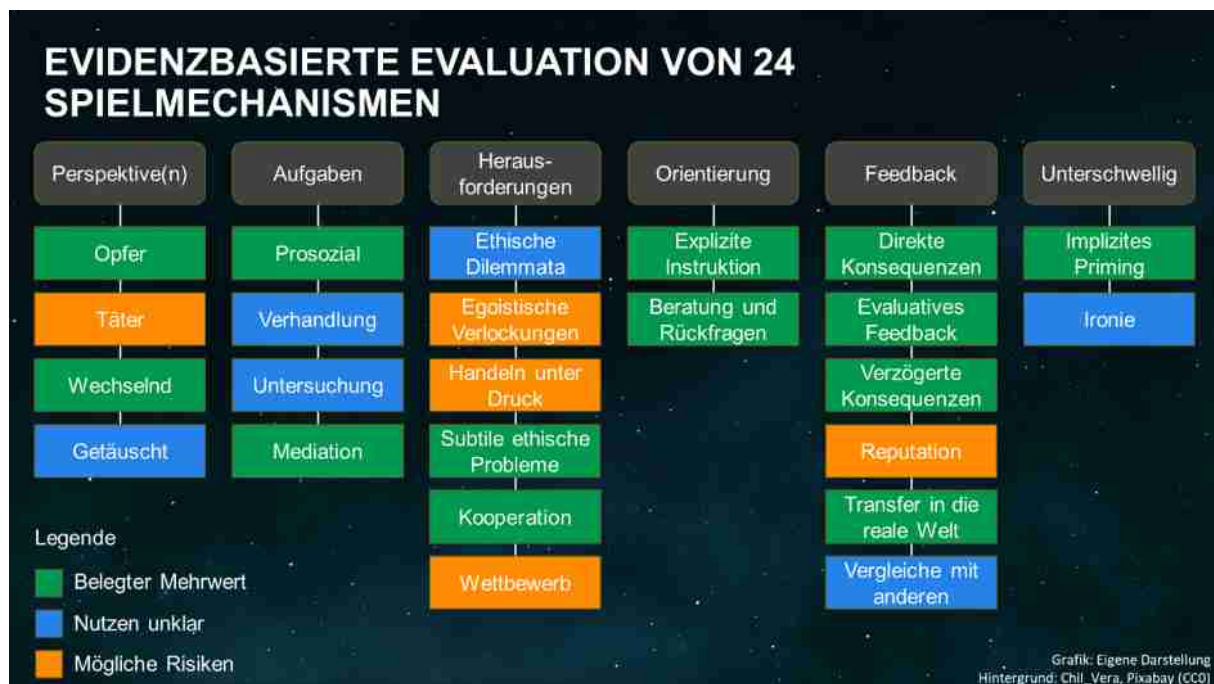 EVIDENZBASIERTE EVALUATION VON 24
SPIELMECHANISMEN
Perspektive(n)
Opfer
Täter
Wechselnd
Getäuscht
Aufgaben
Prosozial
Verhandlung
Untersuchung
Mediation
Heraus-
forderungen
Ethische
Dilemmata
Egoistische
Verlockungen
Handeln unter
Druck
Subtile ethische
Probleme
Kooperation
Wettbewerb
Orientierung
Explizite
Instruktion
Beratung und
Rückfragen
Feedback
Direkte
Konsequenzen
Evaluatives
Feedback
Verzögerte
Konsequenzen
Reputation
Transfer in die
reale Welt
Vergleiche mit
anderen
Unterschwellig
Implizites
Priming
Ironie
Legende
Belegter Mehrwert
Nutzen unklar
Mögliche Risiken
Grafik: Eigene Darstellung
Hintergrund: Chil_Vera, Pixabay (CC0)